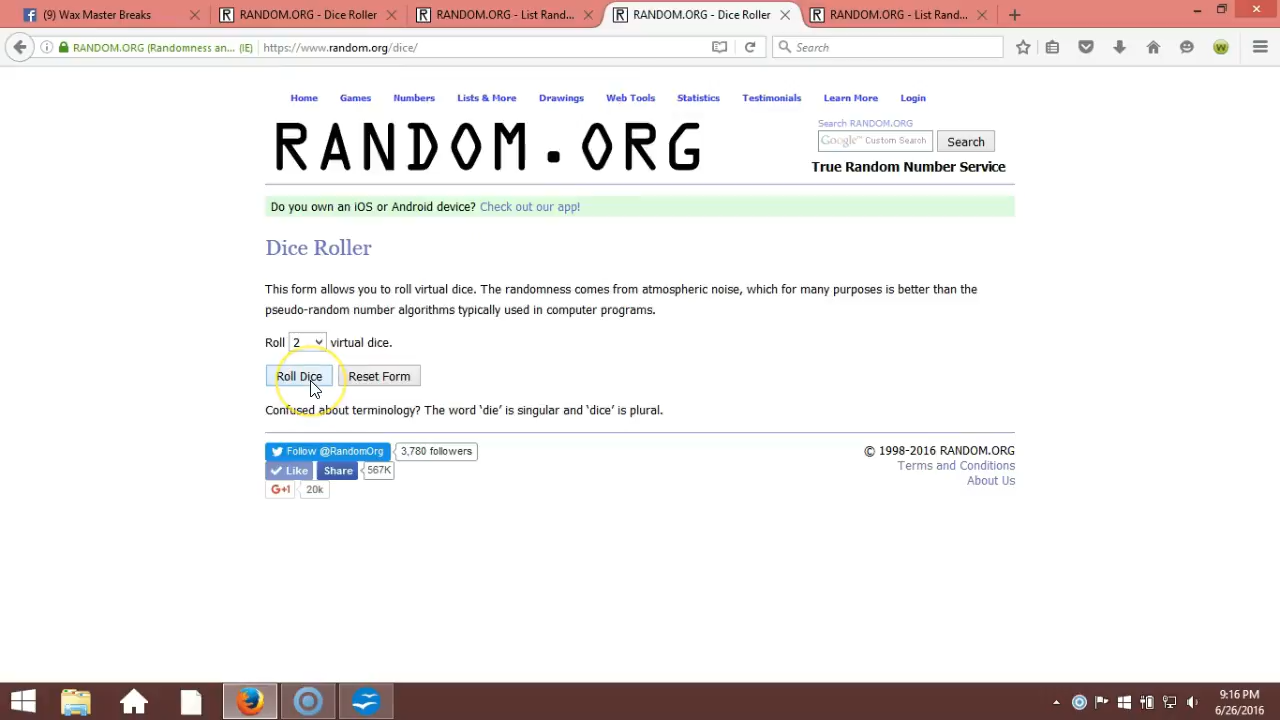 (9) Wax Master Breaks
RANDOM.ORG - Dice Roller
RANDOM.ORG - List Rand...
RANDOM.ORG - Dice Roller
RANDOM.ORG - List Rand...
RANDOM.ORG (Randomness an... (IE)
https://www.random.org/dice/
Search
Home Games Numbers Lists & More Drawings Web Tools Statistics Testimonials Learn More Login
RANDOM.ORG
Search RANDOM.ORG
Google™ Custom Search
Search
True Random Number Service
Do you own an iOS or Android device? Check out our app!
Dice Roller
This form allows you to roll virtual dice. The randomness comes from atmospheric noise, which for many purposes is better than the
pseudo-random number algorithms typically used in computer programs.
Roll 2 virtual dice.
Roll Dice Reset Form
Confused about terminology? The word ‘die’ is singular and ‘dice’ is plural.
Follow @RandomOrg 3,780 followers
Like Share 567K
G+1 20k
© 1998-2016 RANDOM.ORG
Terms and Conditions
About Us
9:16 PM
6/26/2016